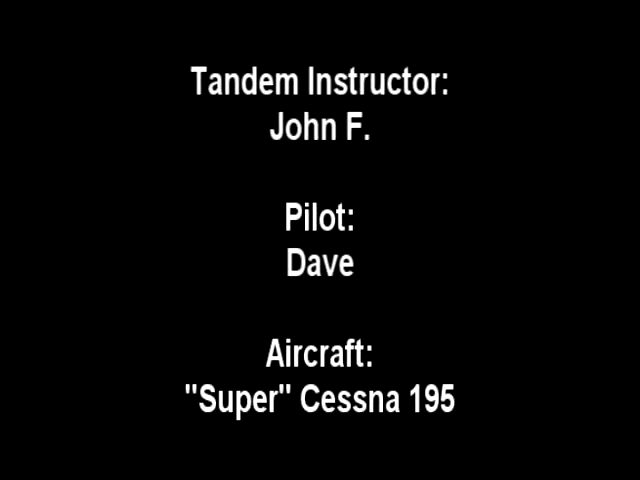 Tandem Instructor:
John F.
Pilot:
Dave
Aircraft:
"Super" Cessna 195